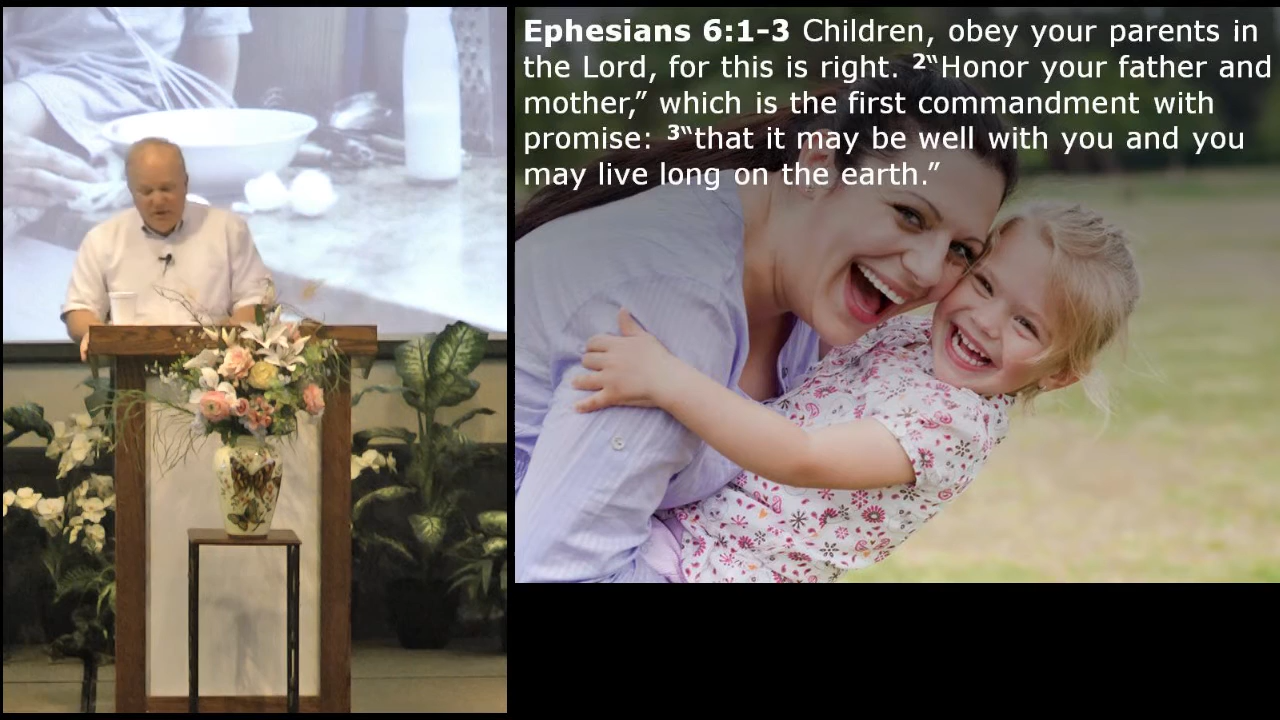 Ephesians 6:1-3 Children, obey your parents in
the Lord, for this is right. ²“Honor your father and
mother,” which is the first commandment with
promise: ³“that it may be well with you and you
may live long on the earth.”